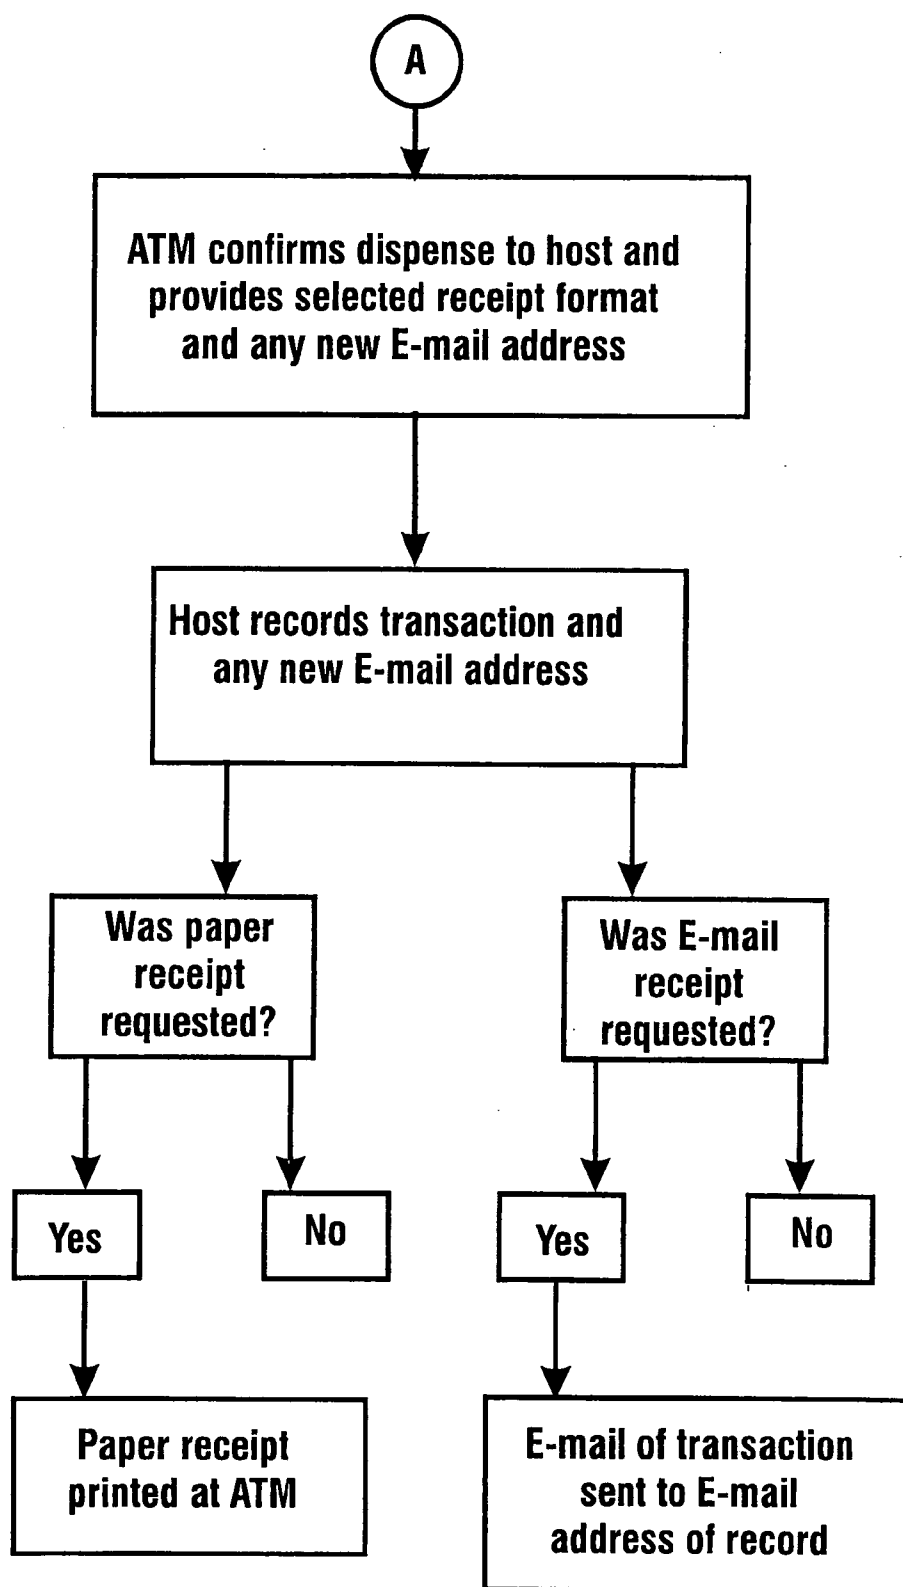 A
ATM confirms dispense to host and
provides selected receipt format
and any new E-mail address
Host records transaction and
any new E-mail address
Was paper
receipt
requested?
Was E-mail
receipt
requested?
Yes
No
Yes
No
Paper receipt
printed at ATM
E-mail of transaction
sent to E-mail
address of record